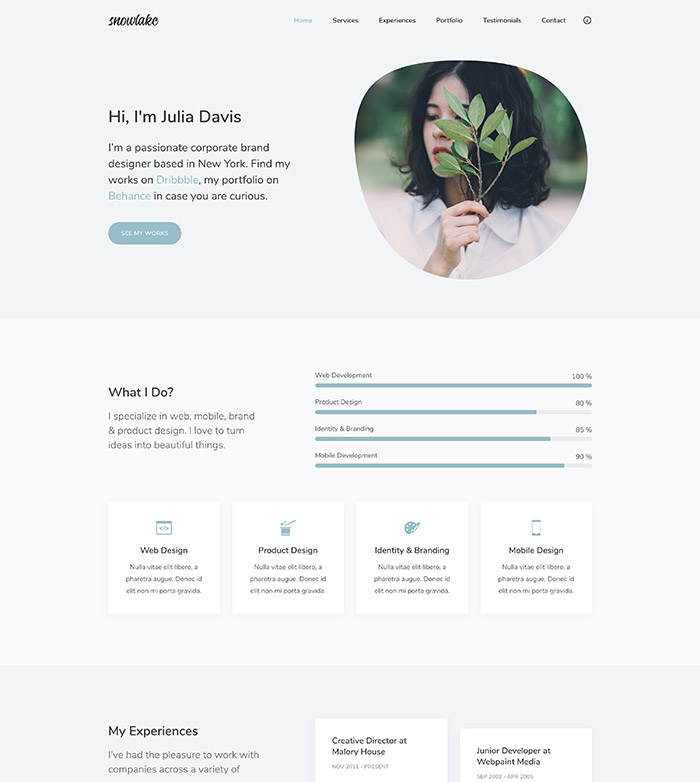 snowlake
Home Services Experiences Portfolio Testimonials Contact
Hi, I'm Julia Davis
I'm a passionate corporate brand
designer based in New York. Find my
works on Dribbble, my portfolio on
Behance in case you are curious.
SEE MY WORKS
What I Do?
I specialize in web, mobile, brand
& product design. I love to turn
ideas into beautiful things.
Web Development 100 %
Product Design 80 %
Identity & Branding 85 %
Mobile Development 90 %
</>
Web Design
Nulla vitae elit libero, a
pharetra augue. Donec id
elit non mi porta gravida.
Product Design
Nulla vitae elit libero, a
pharetra augue. Donec id
elit non mi porta gravida.
Identity & Branding
Nulla vitae elit libero, a
pharetra augue. Donec id
elit non mi porta gravida.
Mobile Design
Nulla vitae elit libero, a
pharetra augue. Donec id
elit non mi porta gravida.
My Experiences
I've had the pleasure to work with
companies across a variety of
Creative Director at
Malory House
NOV 2011 - PRESENT
Junior Developer at
Webpaint Media
SEP 2002 - APR 2005